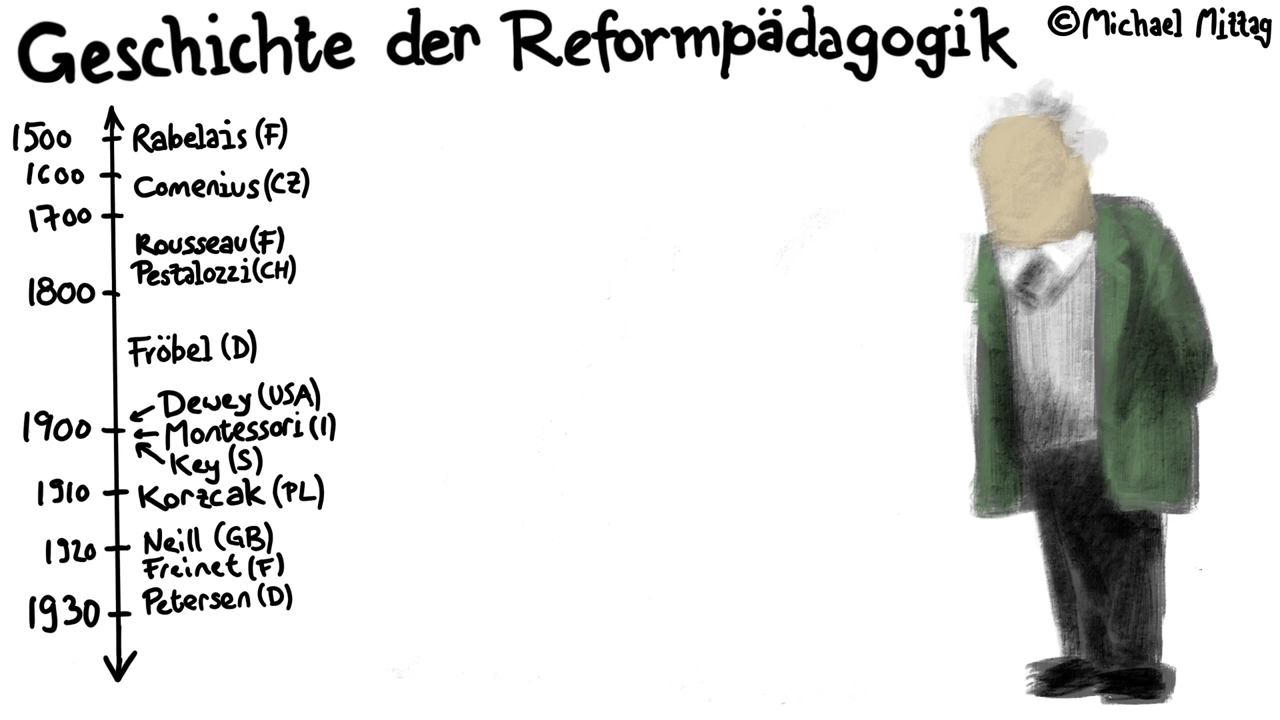 Geschichte der Reformpädagogik
©Michael Mittag
1500 Rabelais (F)
1600
Comenius (CZ)
1700
Rousseau (F)
Pestalozzi (CH)
1800
Fröbel (D)
Dewey (USA)
1900 Montessori (I)
Key (S)
1910 Korzcak (PL)
Neill (GB)
1920
Freinet (F)
Petersen (D)
1930